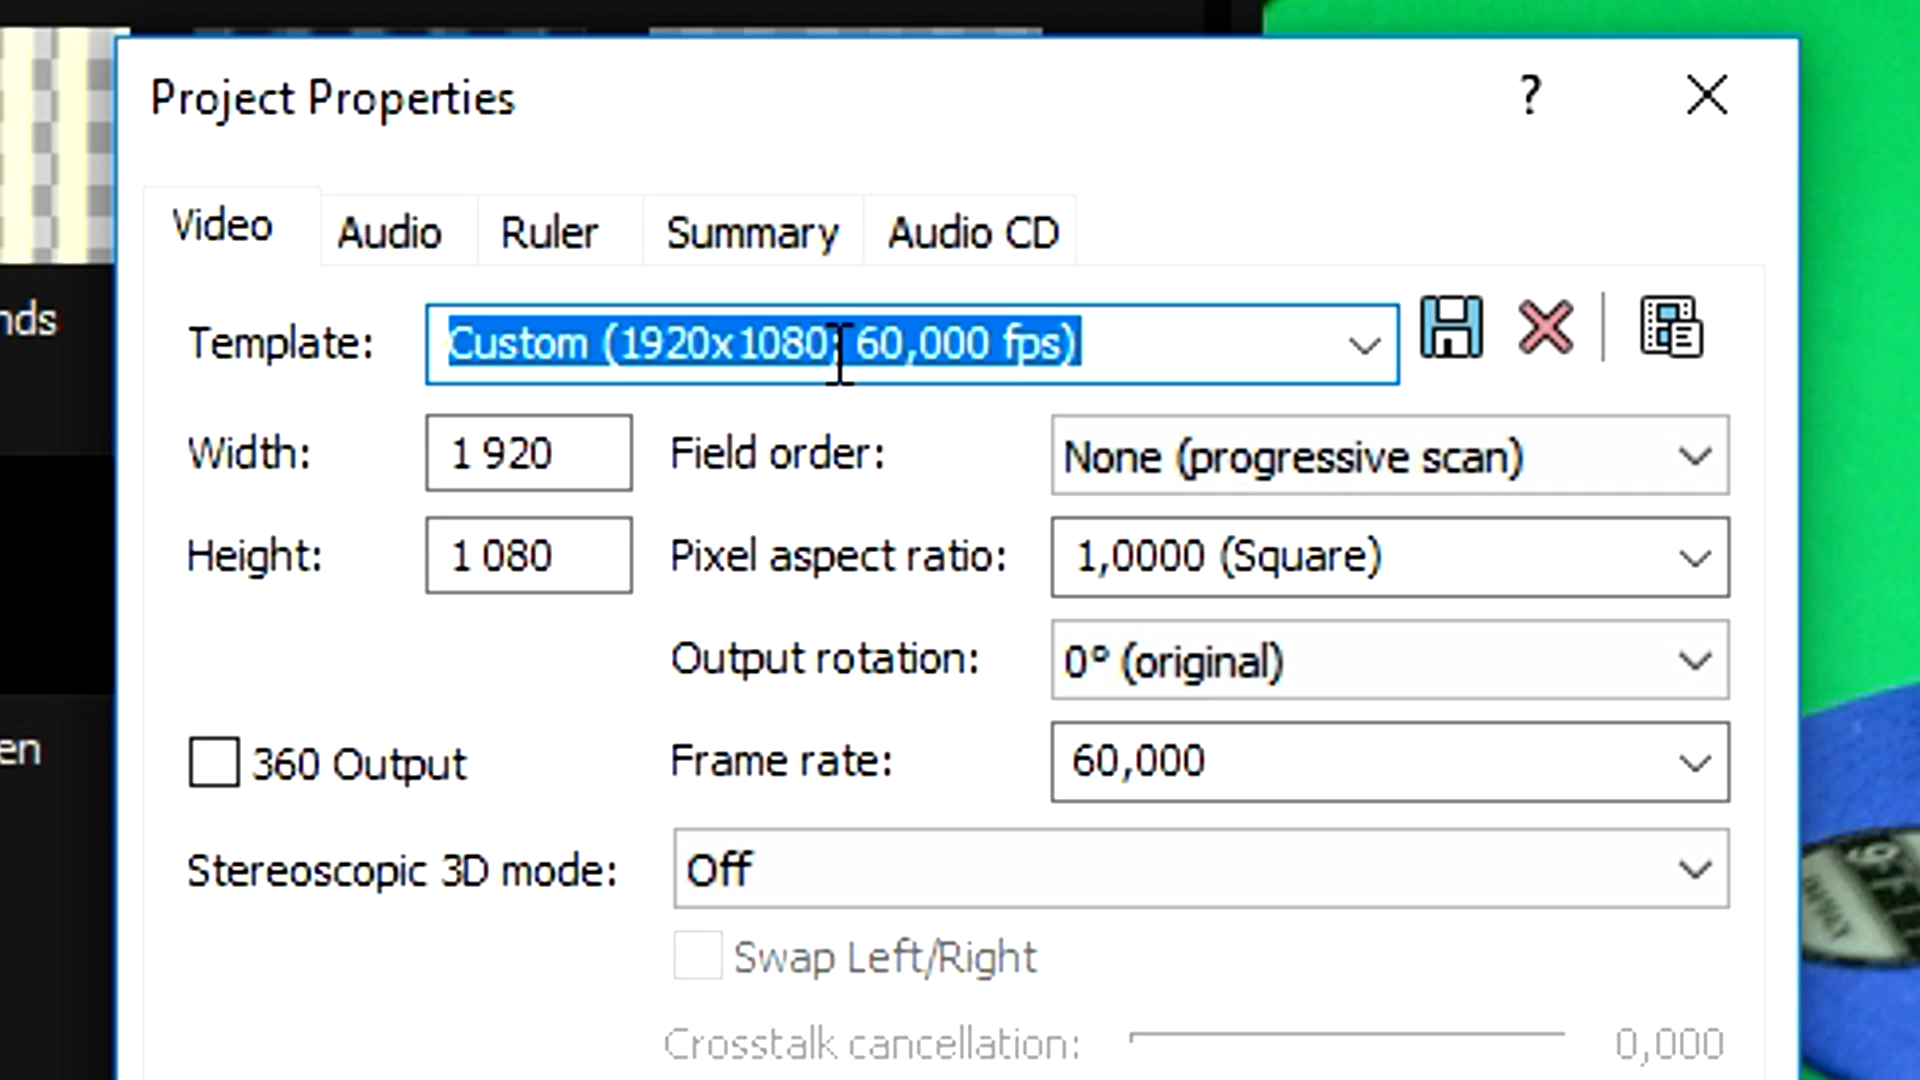 Project Properties ?
Video Audio Ruler Summary Audio CD
nds
Template: Custom (1920x1080; 60,000 fps)
Width: 1 920 Field order: None (progressive scan)
Height: 1 080 Pixel aspect ratio: 1,0000 (Square)
Output rotation: 0° (original)
en
360 Output Frame rate: 60,000
Stereoscopic 3D mode: Off
Swap Left/Right
Crosstalk cancellation: 0,000